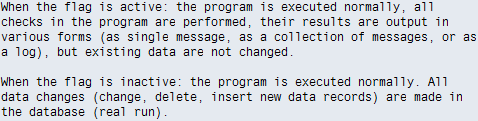 When the flag is active: the program is executed normally, all
checks in the program are performed, their results are output in
various forms (as single message, as a collection of messages, or as
a log), but existing data are not changed.
When the flag is inactive: the program is executed normally. All
data changes (change, delete, insert new data records) are made in
the database (real run).